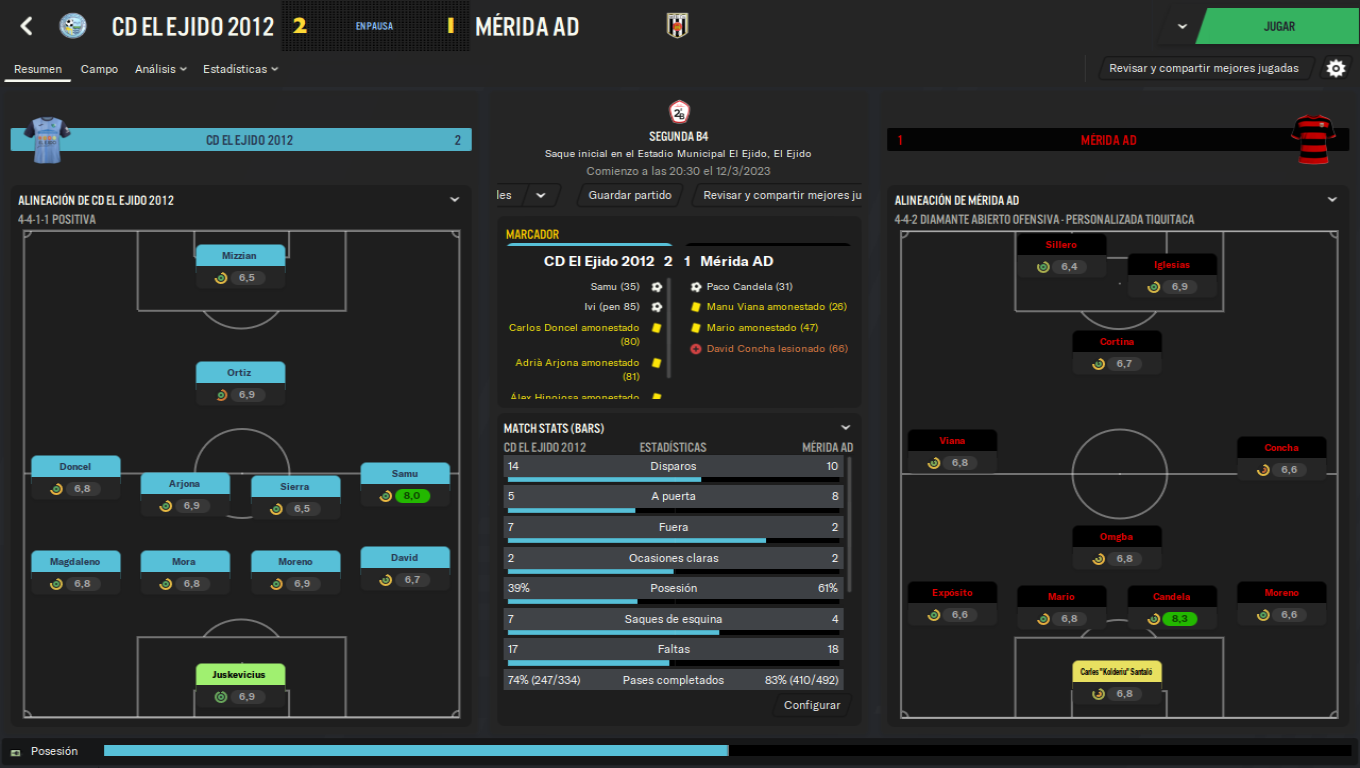 CD EL EJIDO 2012
2
EN PAUSA
1
MÉRIDA AD
JUGAR
Resumen
Campo
Análisis
Estadísticas
Revisar y compartir mejores jugadas
CD EL EJIDO 2012
2
2ªB
SEGUNDA B4
Saque inicial en el Estadio Municipal El Ejido, El Ejido
Comienzo a las 20:30 el 12/3/2023
1
MÉRIDA AD
les
Guardar partido
Revisar y compartir mejores ju
ALINEACIÓN DE CD EL EJIDO 2012
4-4-1-1 POSITIVA
Mizzian
6,5
Ortiz
6,9
Doncel
6,8
Arjona
6,9
Sierra
6,5
Samu
8,0
Magdaleno
6,8
Mora
6,8
Moreno
6,9
David
6,7
Juskevicius
6,9
MARCADOR
CD El Ejido 2012 2 1 Mérida AD
Samu (35)
Ivi (pen 85)
Carlos Doncel amonestado
(80)
Adrià Arjona amonestado
(81)
Álex Hinojosa amonestado
Paco Candela (31)
Manu Viana amonestado (26)
Mario amonestado (47)
David Concha lesionado (66)
MATCH STATS (BARS)
CD EL EJIDO 2012 ESTADÍSTICAS MÉRIDA AD
14 Disparos 10
5 A puerta 8
7 Fuera 2
2 Ocasiones claras 2
39% Posesión 61%
7 Saques de esquina 4
17 Faltas 18
74% (247/334) Pases completados 83% (410/492)
Configurar
ALINEACIÓN DE MÉRIDA AD
4-4-2 DIAMANTE ABIERTO OFENSIVA - PERSONALIZADA TIQUITACA
Sillero
6,4
Iglesias
6,9
Cortina
6,7
Viana
6,8
Concha
6,6
Omgba
6,8
Expósito
6,6
Mario
6,8
Candela
8,3
Moreno
6,6
Carles "Kolderiu" Santaló
6,8
Posesión